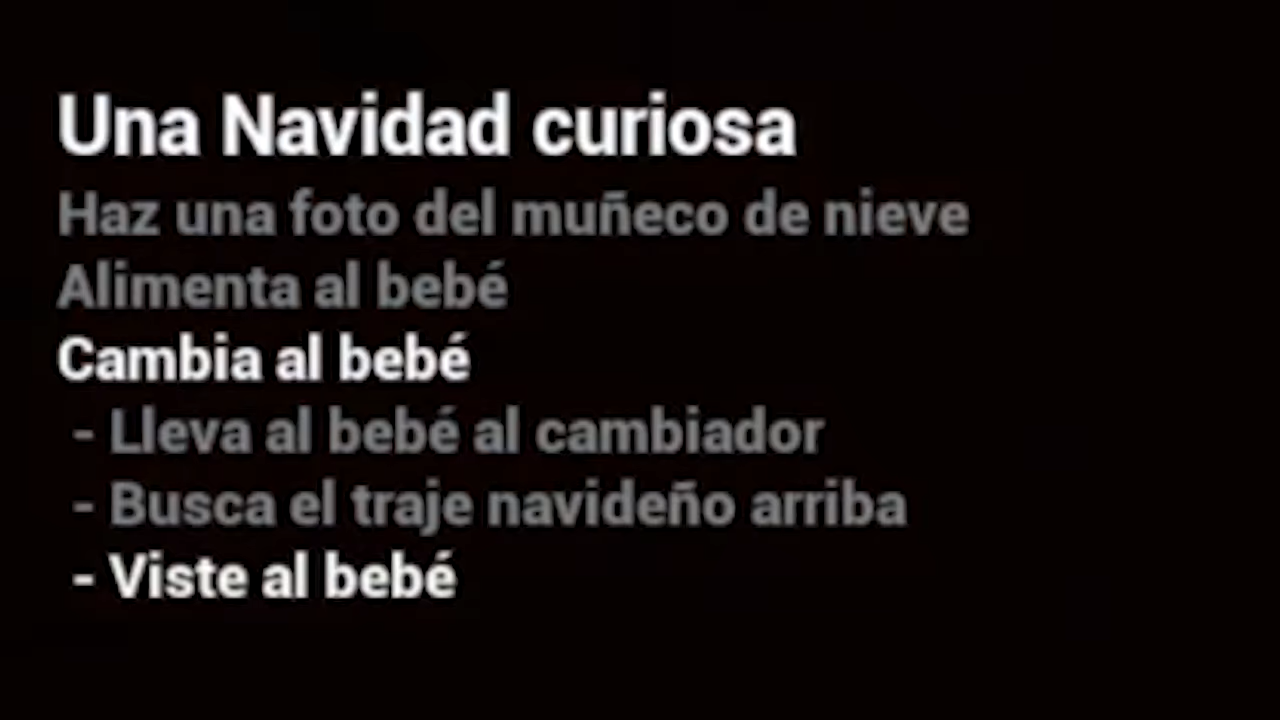 Una Navidad curiosa
Haz una foto del muñeco de nieve
Alimenta al bebé
Cambia al bebé
- Lleva al bebé al cambiador
- Busca el traje navideño arriba
- Viste al bebé